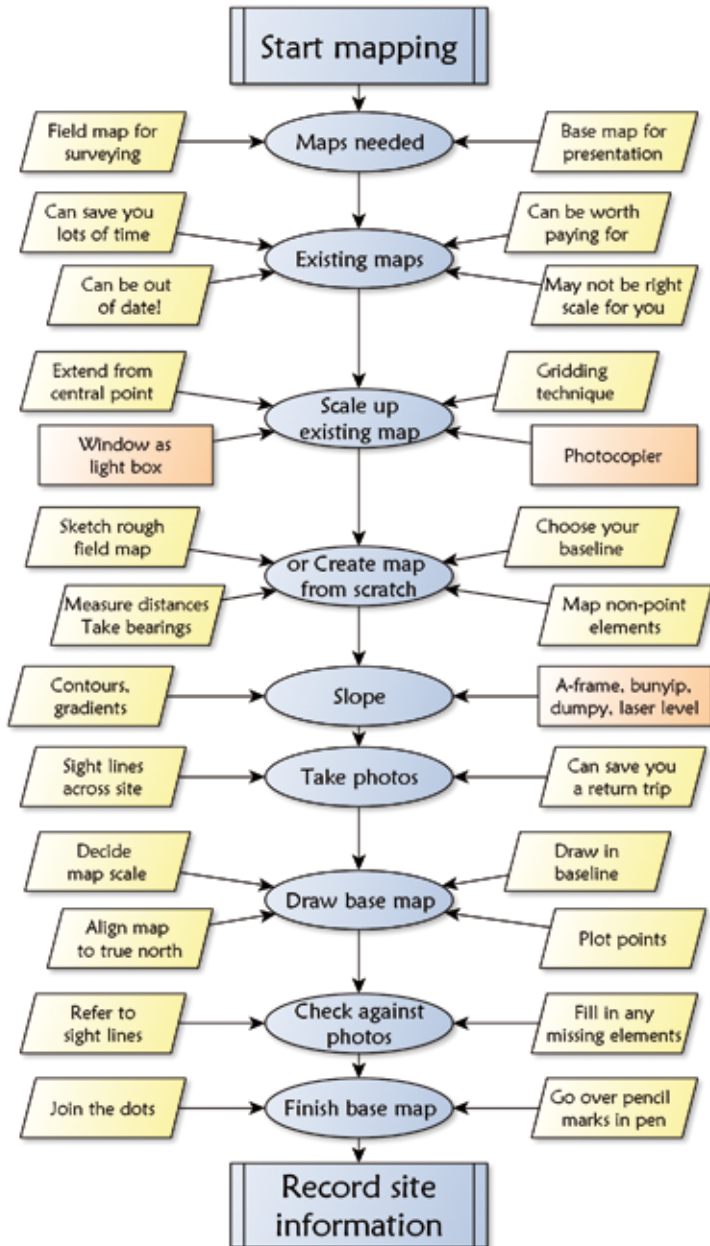 Start mapping
Field map for
surveying
Maps needed
Base map for
presentation
Can save you
lots of time
Can be worth
paying for
Existing maps
Can be out
of date!
May not be right
scale for you
Extend from
central point
Gridding
technique
Scale up
existing map
Window as
light box
Photocopier
Sketch rough
field map
Choose your
baseline
or Create map
from scratch
Measure distances
Take bearings
Map non-point
elements
Contours,
gradients
Slope
A-frame, bunyip,
dumpy, laser level
Sight lines
across site
Take photos
Can save you
a return trip
Decide
map scale
Draw in
baseline
Draw base map
Align map
to true north
Plot points
Refer to
sight lines
Check against
photos
Fill in any
missing elements
Join the dots
Finish base map
Go over pencil
marks in pen
Record site
information